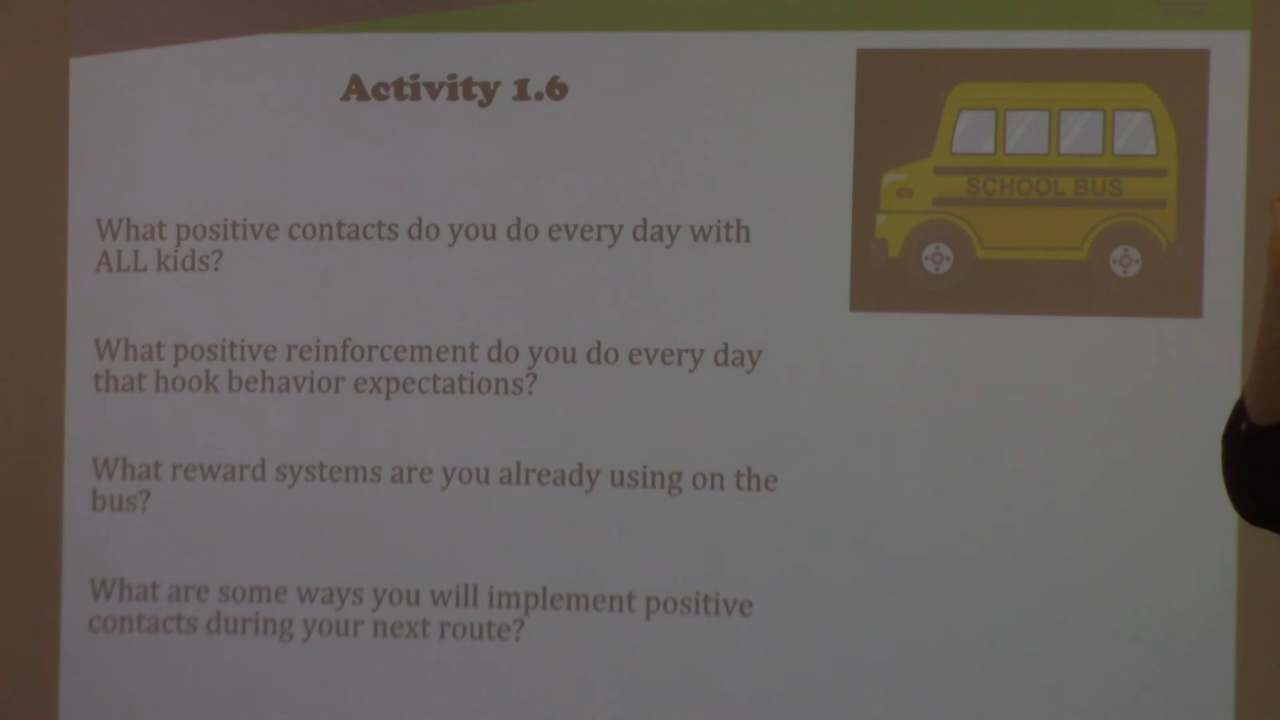 Activity 1.6
SCHOOL BUS
What positive contacts do you do every day with
ALL kids?
What positive reinforcement do you do every day
that hook behavior expectations?
What reward systems are you already using on the
bus?
What are some ways you will implement positive
contacts during your next route?